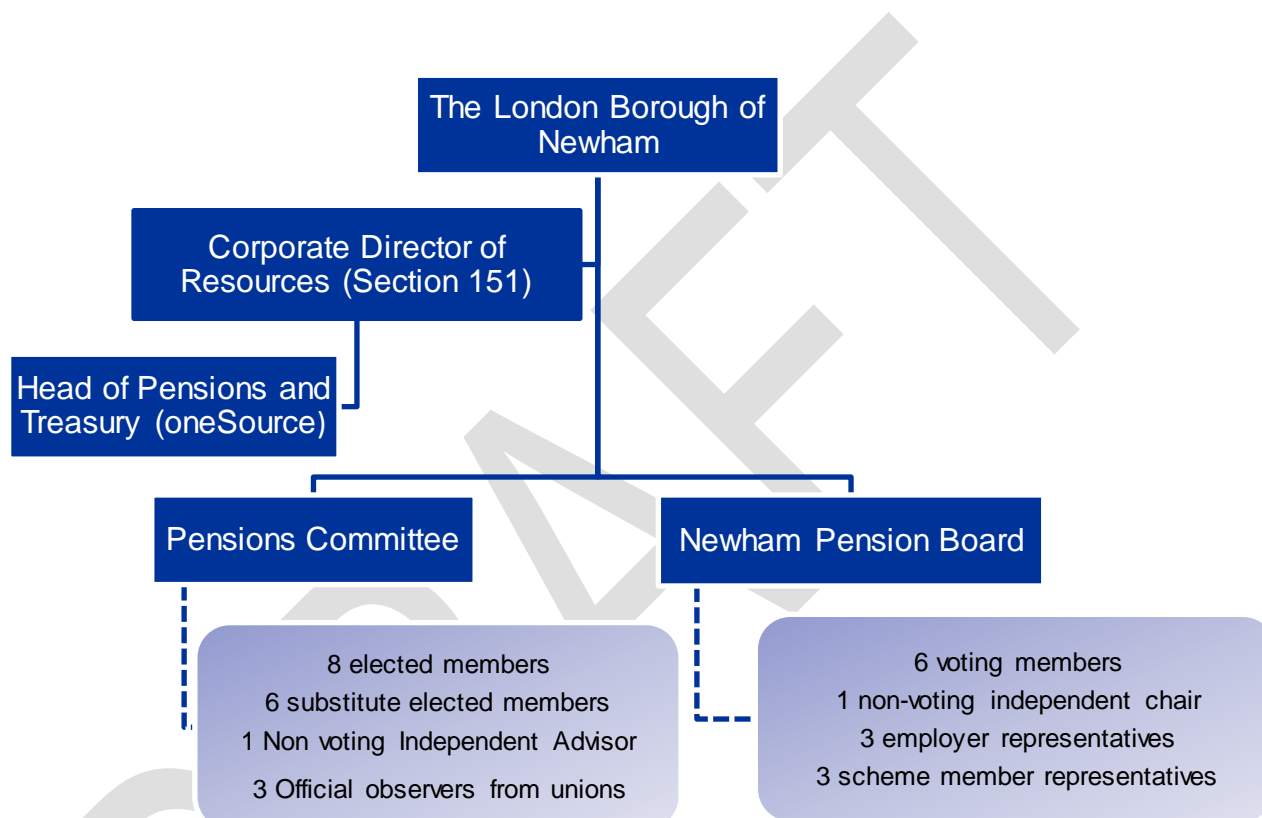 The London Borough of
Newham
Corporate Director of
Resources (Section 151)
Head of Pensions and
Treasury (oneSource)
Pensions Committee
Newham Pension Board
8 elected members
6 substitute elected members
1 Non voting Independent Advisor
3 Official observers from unions
6 voting members
1 non-voting independent chair
3 employer representatives
3 scheme member representatives
DRAFT